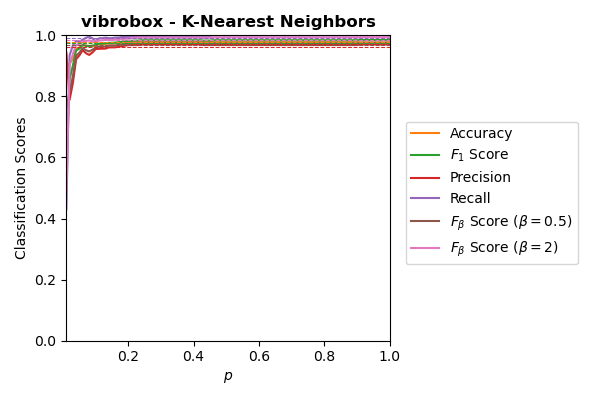 vibrobox - K-Nearest Neighbors
Classification Scores
1.0
0.8
0.6
0.4
0.2
0.0
0.2 0.4 0.6 0.8 1.0
p
Accuracy
F₁ Score
Precision
Recall
Fᵦ Score (β = 0.5)
Fᵦ Score (β = 2)